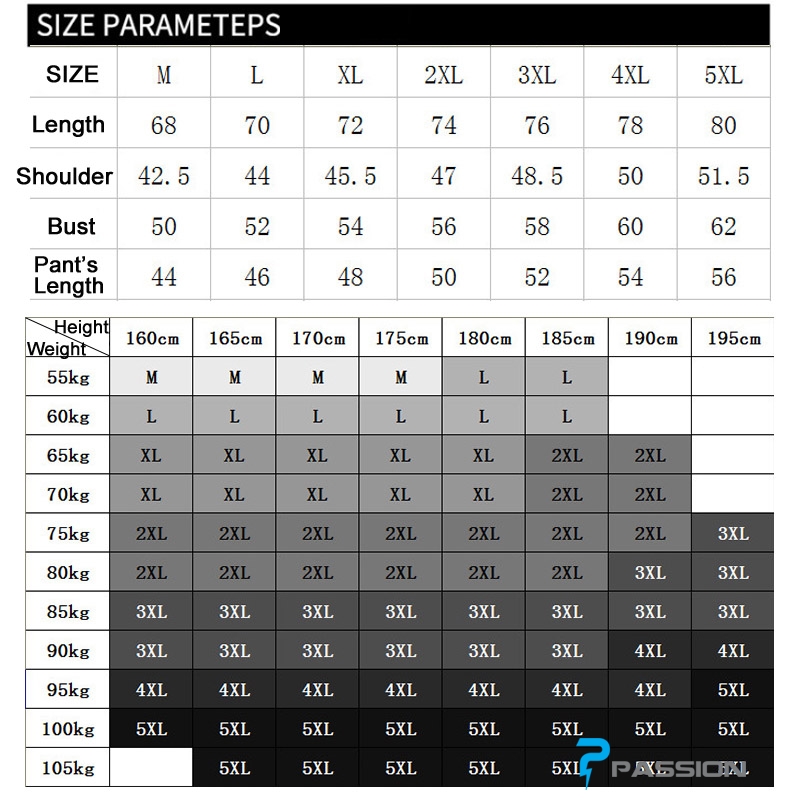 SIZE PARAMETEPS
SIZE M L XL 2XL 3XL 4XL 5XL
Length 68 70 72 74 76 78 80
Shoulder 42.5 44 45.5 47 48.5 50 51.5
Bust 50 52 54 56 58 60 62
Pant's
Length 44 46 48 50 52 54 56
Height
Weight 160cm 165cm 170cm 175cm 180cm 185cm 190cm 195cm
55kg M M M M L L
60kg L L L L L L
65kg XL XL XL XL XL 2XL 2XL
70kg XL XL XL XL XL 2XL 2XL
75kg 2XL 2XL 2XL 2XL 2XL 2XL 2XL 3XL
80kg 2XL 2XL 2XL 2XL 2XL 2XL 3XL 3XL
85kg 3XL 3XL 3XL 3XL 3XL 3XL 3XL 3XL
90kg 3XL 3XL 3XL 3XL 3XL 3XL 4XL 4XL
95kg 4XL 4XL 4XL 4XL 4XL 4XL 4XL 5XL
100kg 5XL 5XL 5XL 5XL 5XL 5XL 5XL 5XL
105kg 5XL 5XL 5XL 5XL 5XL 5XL 5XL
PASSION